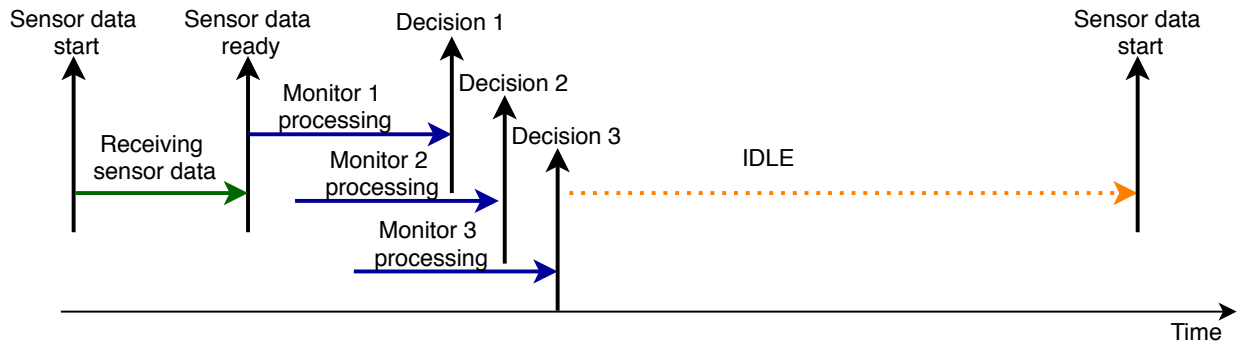 Sensor data
start
Sensor data
ready
Decision 1
Sensor data
start
Decision 2
Monitor 1
processing
Decision 3
Receiving
sensor data
Monitor 2
processing
IDLE
Monitor 3
processing
Time